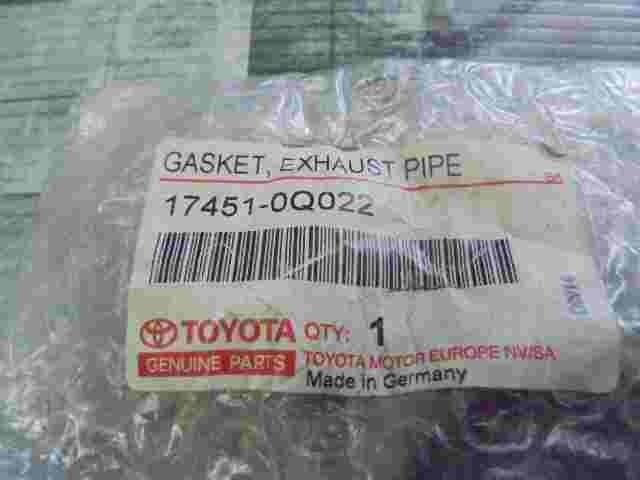 GASKET, EXHAUST PIPE
17451-0Q022
TOYOTA QTY: 1
GENUINE PARTS TOYOTA MOTOR EUROPE NV/SA
Made in Germany